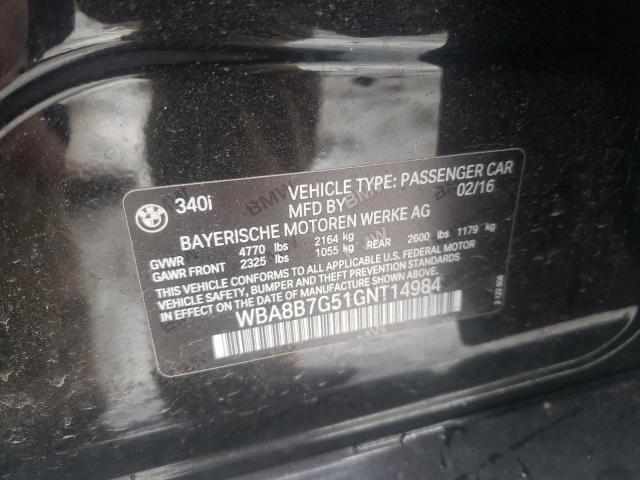 BMW
340i VEHICLE TYPE: PASSENGER CAR
MFD BY 02/16
BAYERISCHE MOTOREN WERKE AG
GVWR 4770 lbs 2164 kg
GAWR FRONT 2325 lbs 1055 kg REAR 2600 lbs 1179 kg
THIS VEHICLE CONFORMS TO ALL APPLICABLE U.S. FEDERAL MOTOR
VEHICLE SAFETY, BUMPER AND THEFT PREVENTION STANDARDS
IN EFFECT ON THE DATE OF MANUFACTURE SHOWN ABOVE.
WBA8B7G51GNT14984